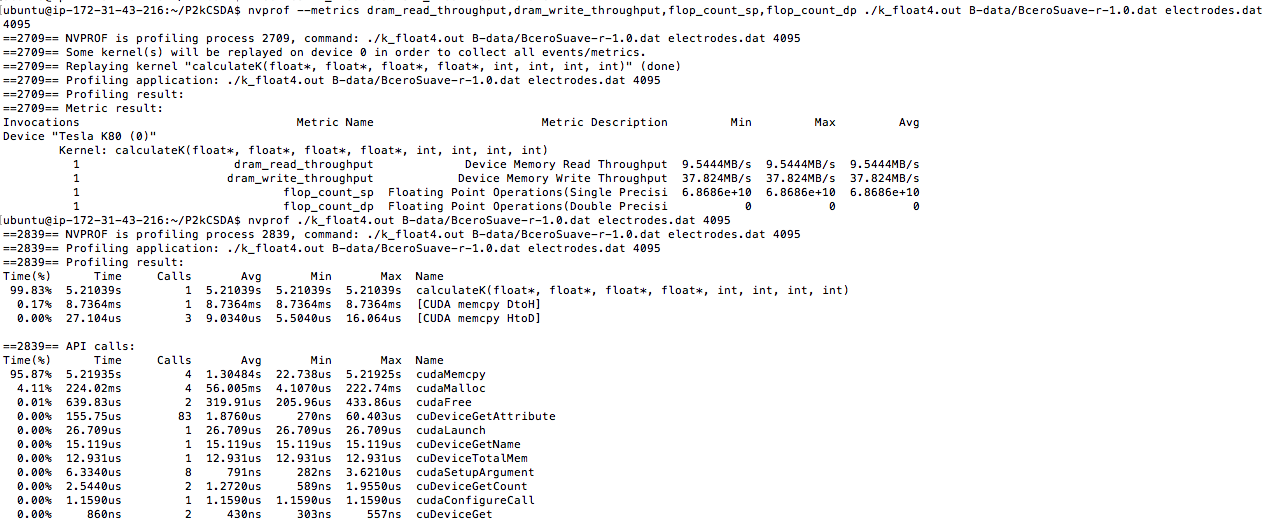 [ubuntu@ip-172-31-43-216:~/P2kCSDA$ nvprof --metrics dram_read_throughput,dram_write_throughput,flop_count_sp,flop_count_dp ./k_float4.out B-data/BceroSuave-r-1.0.dat electrodes.dat
4095
==2709== NVPROF is profiling process 2709, command: ./k_float4.out B-data/BceroSuave-r-1.0.dat electrodes.dat 4095
==2709== Some kernel(s) will be replayed on device 0 in order to collect all events/metrics.
==2709== Replaying kernel "calculateK(float*, float*, float*, float*, int, int, int, int)" (done)
==2709== Profiling application: ./k_float4.out B-data/BceroSuave-r-1.0.dat electrodes.dat 4095
==2709== Profiling result:
==2709== Metric result:
Invocations Metric Name Metric Description Min Max Avg
Device "Tesla K80 (0)"
Kernel: calculateK(float*, float*, float*, float*, int, int, int, int)
1 dram_read_throughput Device Memory Read Throughput 9.5444MB/s 9.5444MB/s 9.5444MB/s
1 dram_write_throughput Device Memory Write Throughput 37.824MB/s 37.824MB/s 37.824MB/s
1 flop_count_sp Floating Point Operations(Single Precisi 6.8686e+10 6.8686e+10 6.8686e+10
1 flop_count_dp Floating Point Operations(Double Precisi 0 0 0
[ubuntu@ip-172-31-43-216:~/P2kCSDA$ nvprof ./k_float4.out B-data/BceroSuave-r-1.0.dat electrodes.dat 4095
==2839== NVPROF is profiling process 2839, command: ./k_float4.out B-data/BceroSuave-r-1.0.dat electrodes.dat 4095
==2839== Profiling application: ./k_float4.out B-data/BceroSuave-r-1.0.dat electrodes.dat 4095
==2839== Profiling result:
Time(%) Time Calls Avg Min Max Name
99.83% 5.21039s 1 5.21039s 5.21039s 5.21039s calculateK(float*, float*, float*, float*, int, int, int, int)
0.17% 8.7364ms 1 8.7364ms 8.7364ms 8.7364ms [CUDA memcpy DtoH]
0.00% 27.104us 3 9.0340us 5.5040us 16.064us [CUDA memcpy HtoD]
==2839== API calls:
Time(%) Time Calls Avg Min Max Name
95.87% 5.21935s 4 1.30484s 22.738us 5.21925s cudaMemcpy
4.11% 224.02ms 4 56.005ms 4.1070us 222.74ms cudaMalloc
0.01% 639.83us 2 319.91us 205.96us 433.86us cudaFree
0.00% 155.75us 83 1.8760us 270ns 60.403us cuDeviceGetAttribute
0.00% 26.709us 1 26.709us 26.709us 26.709us cudaLaunch
0.00% 15.119us 1 15.119us 15.119us 15.119us cuDeviceGetName
0.00% 12.931us 1 12.931us 12.931us 12.931us cuDeviceTotalMem
0.00% 6.3340us 8 791ns 282ns 3.6210us cudaSetupArgument
0.00% 2.5440us 2 1.2720us 589ns 1.9550us cuDeviceGetCount
0.00% 1.1590us 1 1.1590us 1.1590us 1.1590us cudaConfigureCall
0.00% 860ns 2 430ns 303ns 557ns cuDeviceGet